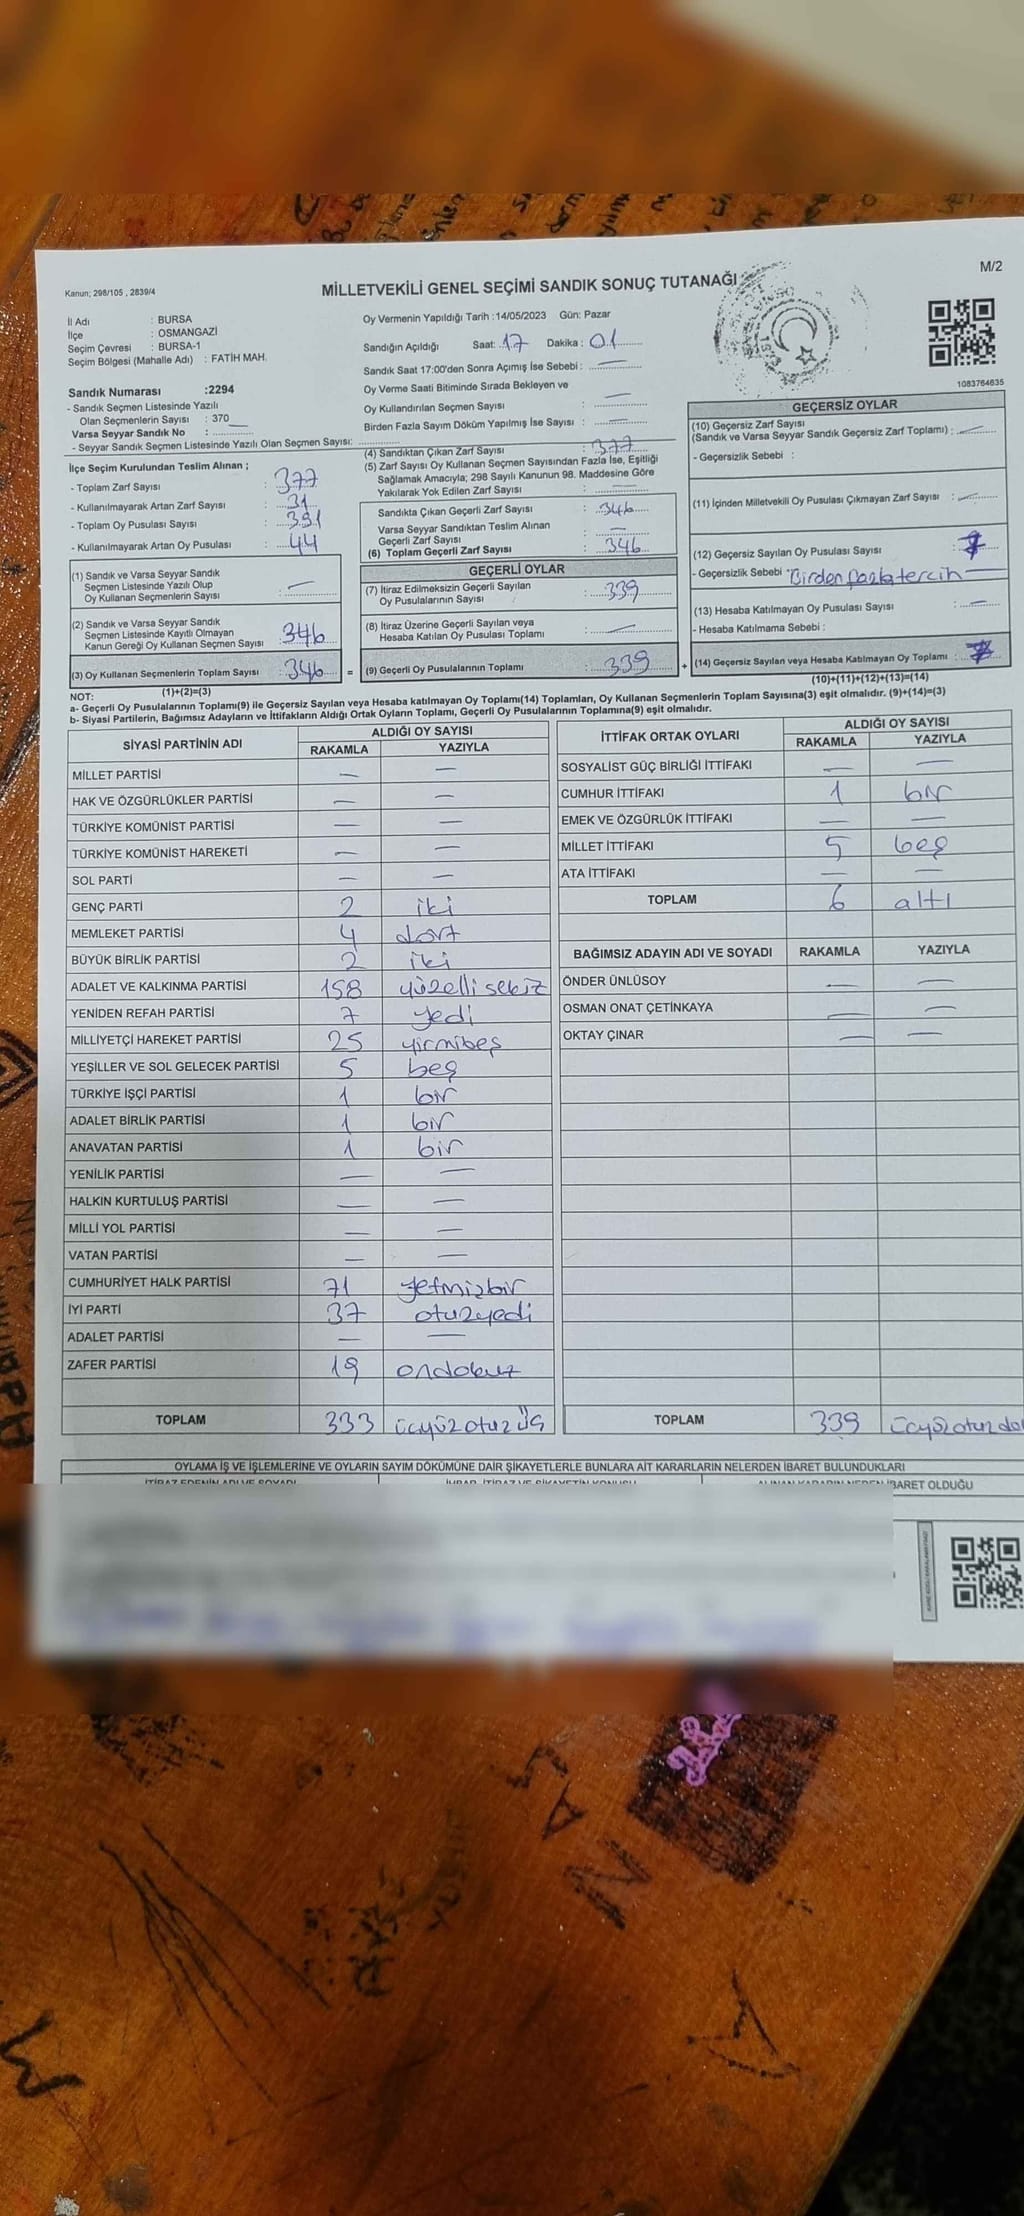 M/2
Kanun; 298/105 , 2839/4
MİLLETVEKİLİ GENEL SEÇİMİ SANDIK SONUÇ TUTANAĞI
İl Adı : BURSA
İlçe : OSMANGAZİ
Seçim Çevresi : BURSA-1
Seçim Bölgesi (Mahalle Adı) : FATİH MAH.
Sandık Numarası :2294
- Sandık Seçmen Listesinde Yazılı
Olan Seçmenlerin Sayısı : 370
Varsa Seyyar Sandık No :
- Seyyar Sandık Seçmen Listesinde Yazılı Olan Seçmen Sayısı:
İlçe Seçim Kurulundan Teslim Alınan ;
- Toplam Zarf Sayısı : 377
- Kullanılmayarak Artan Zarf Sayısı : 31
- Toplam Oy Pusulası Sayısı : 391
- Kullanılmayarak Artan Oy Pusulası : 44
(1) Sandık ve Varsa Seyyar Sandık
Seçmen Listesinde Yazılı Olup
Oy Kullanan Seçmenlerin Sayısı : —
(2) Sandık ve Varsa Seyyar Sandık
Seçmen Listesinde Kayıtlı Olmayan
Kanun Gereği Oy Kullanan Seçmen Sayısı : 346
(3) Oy Kullanan Seçmenlerin Toplam Sayısı : 346 =
(1)+(2)=(3)
Oy Vermenin Yapıldığı Tarih :14/05/2023 Gün: Pazar
Sandığın Açıldığı Saat: 17 Dakika : 01
Sandık Saat 17:00'den Sonra Açımış İse Sebebi : —
Oy Verme Saati Bitiminde Sırada Bekleyen ve
Oy Kullandırılan Seçmen Sayısı : —
Birden Fazla Sayım Döküm Yapılmış İse Sayısı : —
(4) Sandıktan Çıkan Zarf Sayısı : 377
(5) Zarf Sayısı Oy Kullanan Seçmen Sayısından Fazla İse, Eşitliği
Sağlamak Amacıyla; 298 Sayılı Kanunun 98. Maddesine Göre
Yakılarak Yok Edilen Zarf Sayısı : —
Sandıkta Çıkan Geçerli Zarf Sayısı : 346
Varsa Seyyar Sandıktan Teslim Alınan
Geçerli Zarf Sayısı : —
(6) Toplam Geçerli Zarf Sayısı : 346
GEÇERLİ OYLAR
(7) İtiraz Edilmeksizin Geçerli Sayılan
Oy Pusulalarının Sayısı : 339
(8) İtiraz Üzerine Geçerli Sayılan veya
Hesaba Katılan Oy Pusulası Toplamı : —
(9) Geçerli Oy Pusulalarının Toplamı : 339 +
1083764635
GEÇERSİZ OYLAR
(10) Geçersiz Zarf Sayısı
(Sandık ve Varsa Seyyar Sandık Geçersiz Zarf Toplamı) : —
- Geçersizlik Sebebi :
(11) İçinden Milletvekili Oy Pusulası Çıkmayan Zarf Sayısı : —
(12) Geçersiz Sayılan Oy Pusulası Sayısı : 7
- Geçersizlik Sebebi : Birden fazla tercih
(13) Hesaba Katılmayan Oy Pusulası Sayısı : —
- Hesaba Katılmama Sebebi :
(14) Geçersiz Sayılan veya Hesaba Katılmayan Oy Toplamı : 7
(10)+(11)+(12)+(13)=(14)
NOT:
a- Geçerli Oy Pusulalarının Toplamı(9) ile Geçersiz Sayılan veya Hesaba katılmayan Oy Toplamı(14) Toplamları, Oy Kullanan Seçmenlerin Toplam Sayısına(3) eşit olmalıdır. (9)+(14)=(3)
b- Siyasi Partilerin, Bağımsız Adayların ve İttifakların Aldığı Ortak Oyların Toplamı, Geçerli Oy Pusulalarının Toplamına(9) eşit olmalıdır.
SİYASİ PARTİNİN ADI ALDIĞI OY SAYISI
RAKAMLA YAZIYLA
MİLLET PARTİSİ — —
HAK VE ÖZGÜRLÜKLER PARTİSİ — —
TÜRKİYE KOMÜNİST PARTİSİ — —
TÜRKİYE KOMÜNİST HAREKETİ — —
SOL PARTİ — —
GENÇ PARTİ 2 iki
MEMLEKET PARTİSİ 4 dört
BÜYÜK BİRLİK PARTİSİ 2 iki
ADALET VE KALKINMA PARTİSİ 158 yüzelli sekiz
YENİDEN REFAH PARTİSİ 7 yedi
MİLLİYETÇİ HAREKET PARTİSİ 25 yirmibeş
YEŞİLLER VE SOL GELECEK PARTİSİ 5 beş
TÜRKİYE İŞÇİ PARTİSİ 1 bir
ADALET BİRLİK PARTİSİ 1 bir
ANAVATAN PARTİSİ 1 bir
YENİLİK PARTİSİ — —
HALKIN KURTULUŞ PARTİSİ — —
MİLLİ YOL PARTİSİ — —
VATAN PARTİSİ — —
CUMHURİYET HALK PARTİSİ 71 yetmişbir
İYİ PARTİ 37 otuzyedi
ADALET PARTİSİ — —
ZAFER PARTİSİ 19 ondokuz
TOPLAM 333 üçyüzotuzüç
İTTİFAK ORTAK OYLARI ALDIĞI OY SAYISI
RAKAMLA YAZIYLA
SOSYALİST GÜÇ BİRLİĞİ İTTİFAKI — —
CUMHUR İTTİFAKI 1 bir
EMEK VE ÖZGÜRLÜK İTTİFAKI — —
MİLLET İTTİFAKI 5 beş
ATA İTTİFAKI — —
TOPLAM 6 altı
BAĞIMSIZ ADAYIN ADI VE SOYADI RAKAMLA YAZIYLA
ÖNDER ÜNLÜSOY — —
OSMAN ONAT ÇETİNKAYA — —
OKTAY ÇINAR — —
TOPLAM 339 üçyüzotuzdo
OYLAMA İŞ VE İŞLEMLERİNE VE OYLARIN SAYIM DÖKÜMÜNE DAİR ŞİKAYETLERLE BUNLARA AİT KARARLARIN NELERDEN İBARET BULUNDUKLARI
İTİRAZ EDENİN ADI VE SOYADI İHBAR, İTİRAZ VE ŞİKAYETİN KONUSU ALINAN KARARIN NEDEN İBARET OLDUĞU